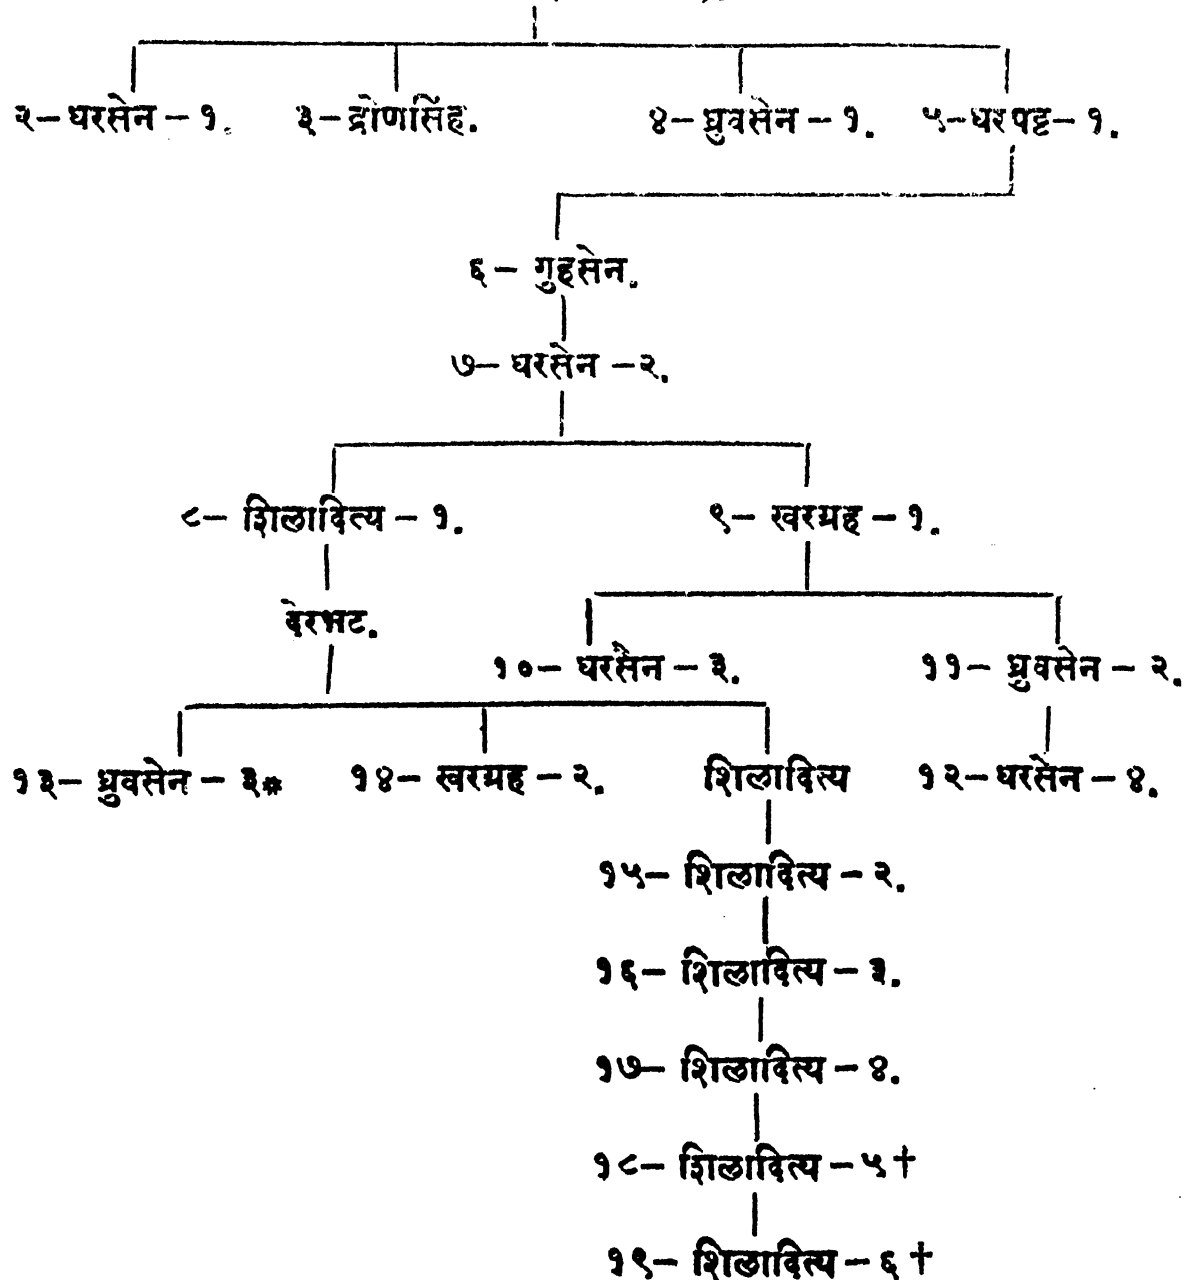 २– धरसेन – १. ३– द्रोणसिंह. ४– ध्रुवसेन – १. ५– धरपट्ट – १.
६ – गुहसेन.
७– धरसेन – २.
८– शिलादित्य – १. ९– खरग्रह – १.
देरभट.
१०– धरसेन – ३. ११– ध्रुवसेन – २.
१३– ध्रुवसेन – ३* १४– खरग्रह – २. शिलादित्य १२– धरसेन – ४.
१५– शिलादित्य – २.
१६– शिलादित्य – ३.
१७– शिलादित्य – ४.
१८– शिलादित्य – ५†
१९– शिलादित्य – ६†